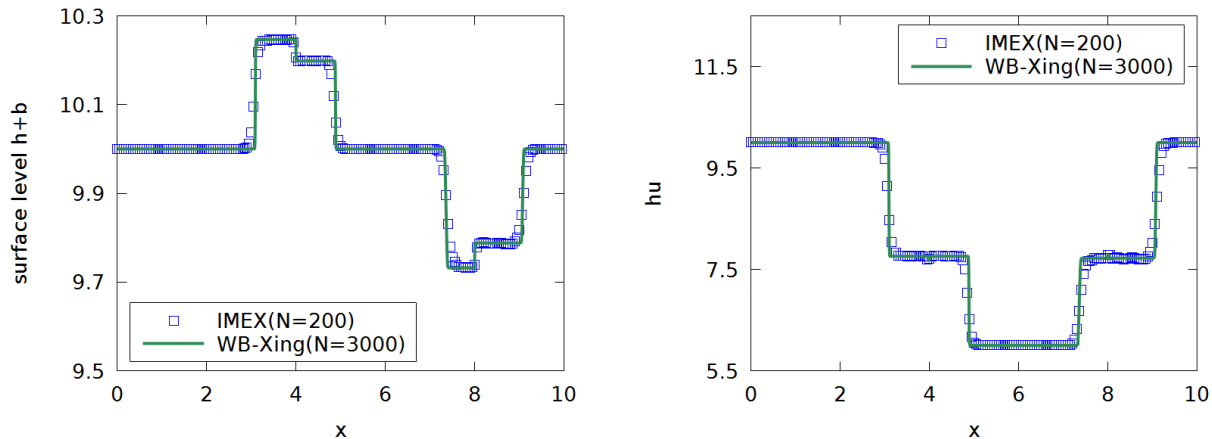 10.3
10.1
9.9
9.7
9.5
surface level h+b
IMEX(N=200)
WB-Xing(N=3000)
0 2 4 6 8 10
x
11.5
9.5
7.5
5.5
hu
IMEX(N=200)
WB-Xing(N=3000)
0 2 4 6 8 10
x